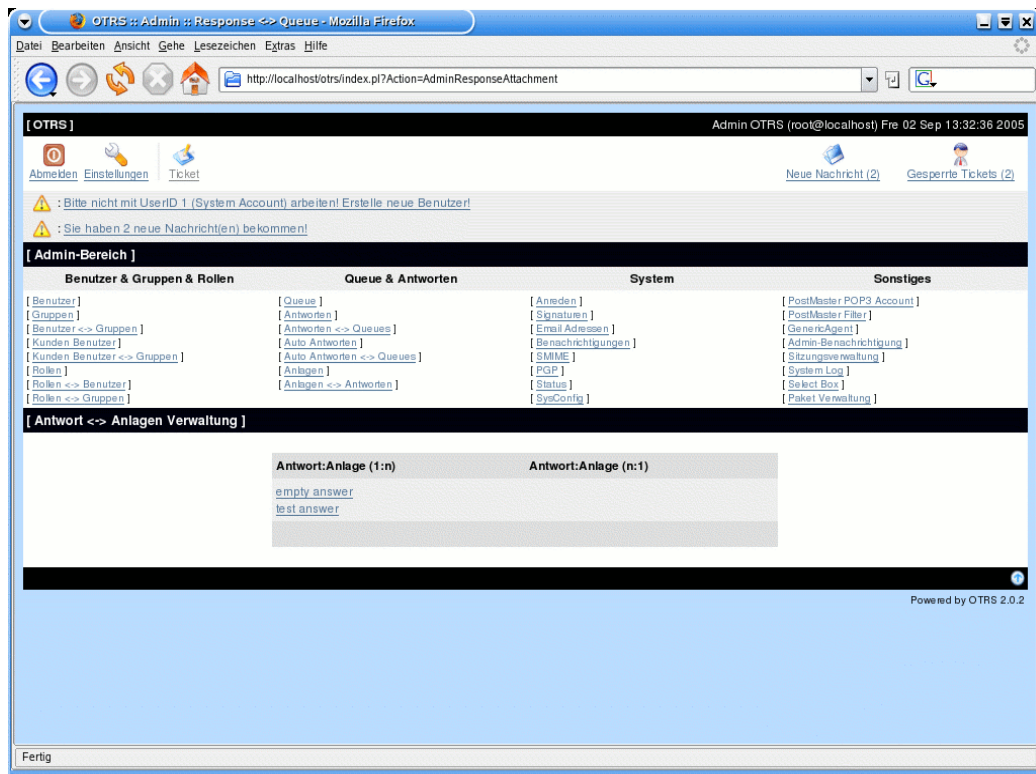 OTRS :: Admin :: Response <-> Queue - Mozilla Firefox
Datei Bearbeiten Ansicht Gehe Lesezeichen Extras Hilfe
http://localhost/otrs/index.pl?Action=AdminResponseAttachment
G
[ OTRS ] Admin OTRS (root@localhost) Fre 02 Sep 13:32:36 2005
Abmelden Einstellungen Ticket Neue Nachricht (2) Gesperrte Tickets (2)
: Bitte nicht mit UserID 1 (System Account) arbeiten! Erstelle neue Benutzer!
: Sie haben 2 neue Nachricht(en) bekommen!
[ Admin-Bereich ]
Benutzer & Gruppen & Rollen Queue & Antworten System Sonstiges
[ Benutzer ] [ Queue ] [ Anreden ] [ PostMaster POP3 Account ]
[ Gruppen ] [ Antworten ] [ Signaturen ] [ PostMaster Filter ]
[ Benutzer <-> Gruppen ] [ Antworten <-> Queues ] [ Email Adressen ] [ GenericAgent ]
[ Kunden Benutzer ] [ Auto Antworten ] [ Benachrichtigungen ] [ Admin-Benachrichtigung ]
[ Kunden Benutzer <-> Gruppen ] [ Auto Antworten <-> Queues ] [ SMIME ] [ Sitzungsverwaltung ]
[ Rollen ] [ Anlagen ] [ PGP ] [ System Log ]
[ Rollen <-> Benutzer ] [ Anlagen <-> Antworten ] [ Status ] [ Select Box ]
[ Rollen <-> Gruppen ] [ SysConfig ] [ Paket Verwaltung ]
[ Antwort <-> Anlagen Verwaltung ]
Antwort:Anlage (1:n) Antwort:Anlage (n:1)
empty answer
test answer
Powered by OTRS 2.0.2
Fertig